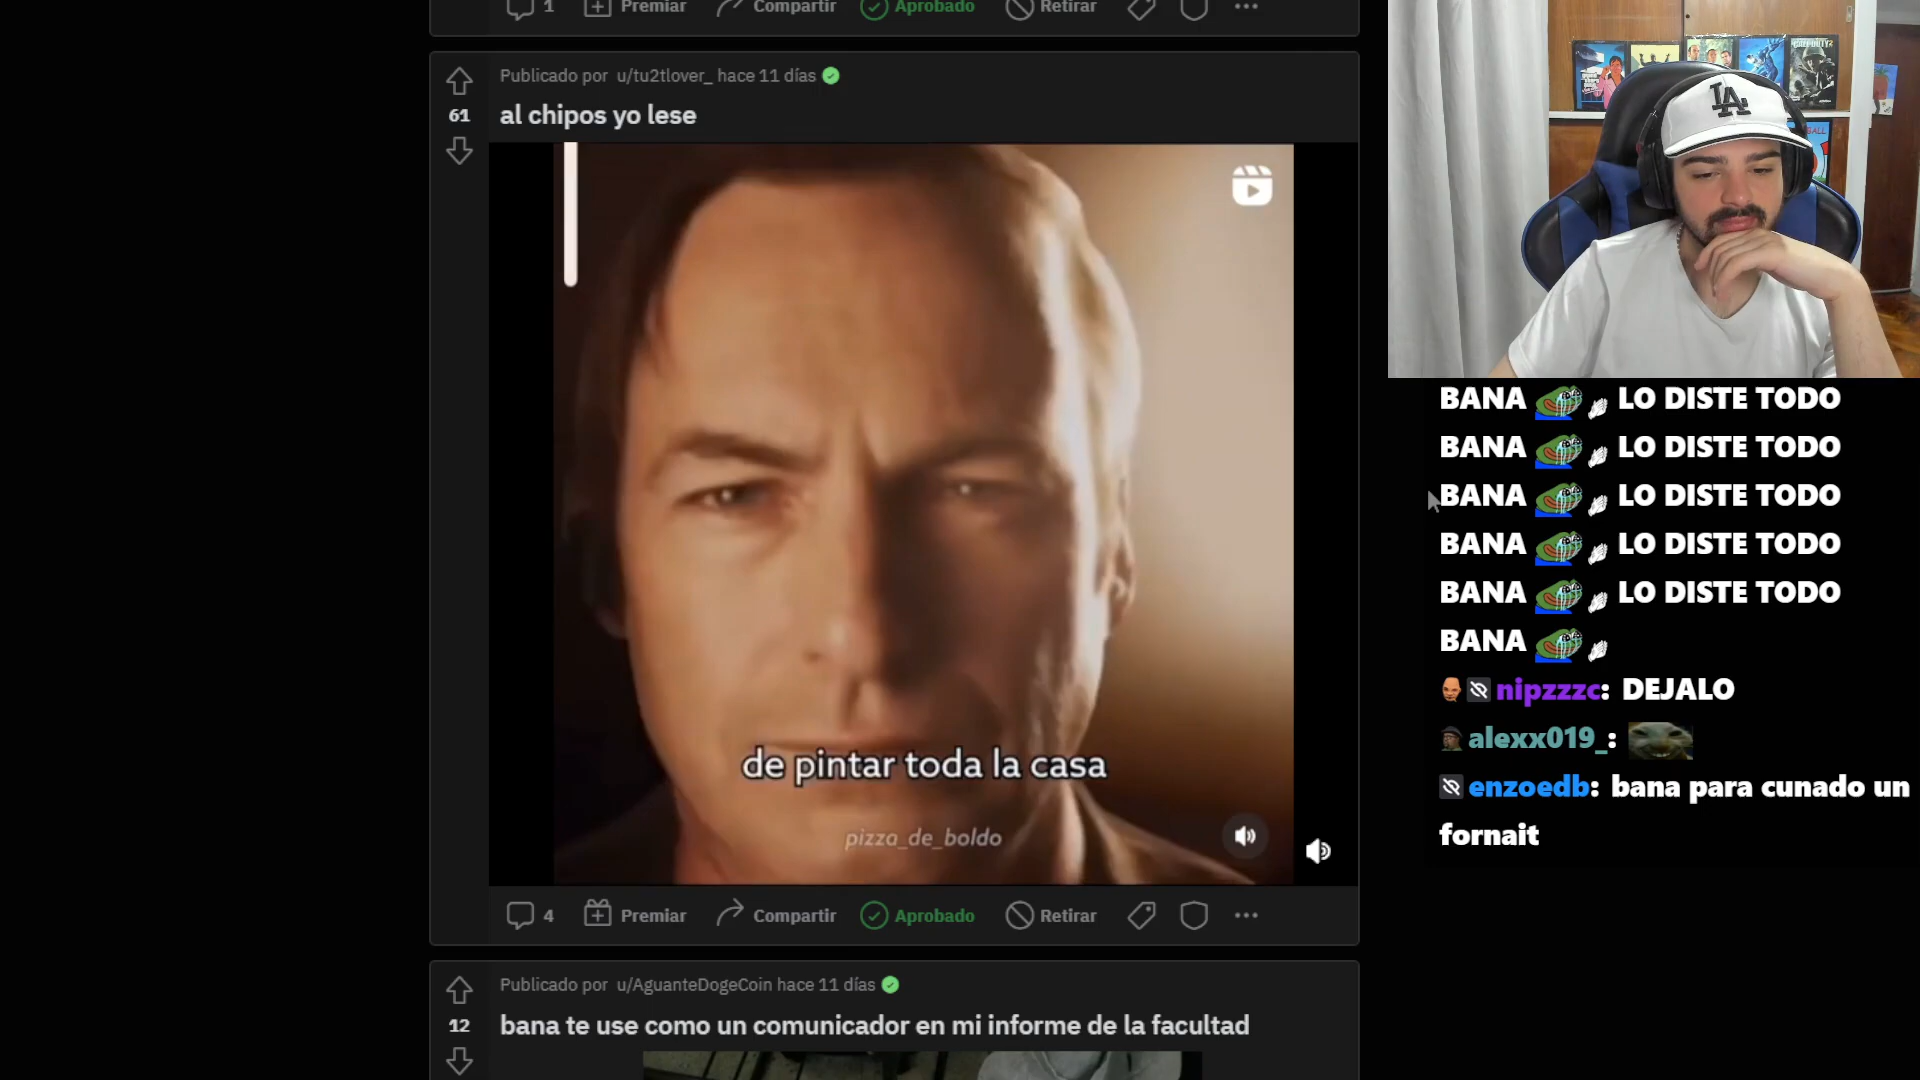 1 Premiar Compartir Aprobado Retirar
Publicado por u/tu2tlover_ hace 11 días
61
al chipos yo lese
de pintar toda la casa
pizza_de_boldo
4 Premiar Compartir Aprobado Retirar
Publicado por u/AguanteDogeCoin hace 11 días
12
bana te use como un comunicador en mi informe de la facultad
LA
BANA LO DISTE TODO
BANA LO DISTE TODO
BANA LO DISTE TODO
BANA LO DISTE TODO
BANA LO DISTE TODO
BANA
nipzzzc: DEJALO
alexx019_:
enzoedb: bana para cunado un
fornait